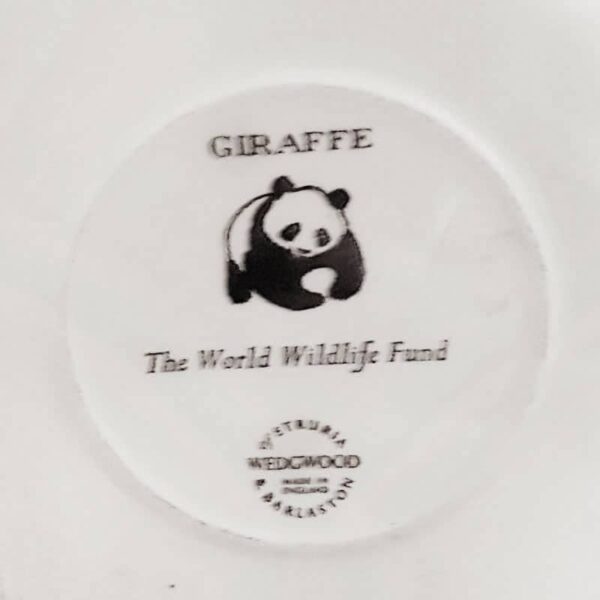 GIRAFFE
The World Wildlife Fund
OF ETRURIA
WEDGWOOD
MADE IN
ENGLAND
& BARLASTON